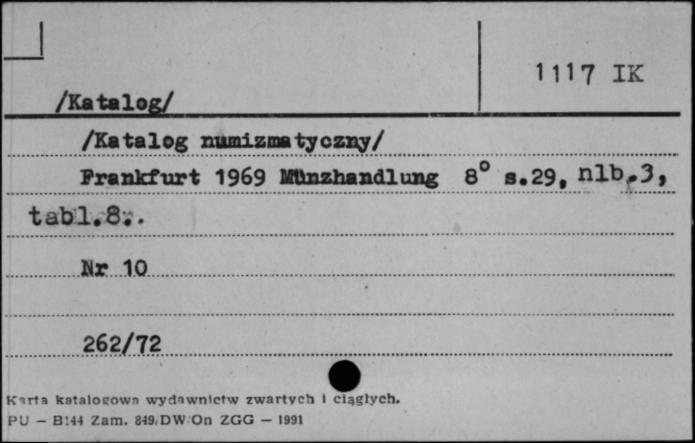 1117 IK
/Katalog/
/Katalog numizmatyczny/
Frankfurt 1969 Münzhandlung 8° s.29, nlb.3,
tabl.8..
Nr 10
262/72
Karta katalogowa wydawnictw zwartych i ciągłych.
PU — B144 Zam. 849/DW/On ZGG — 1991